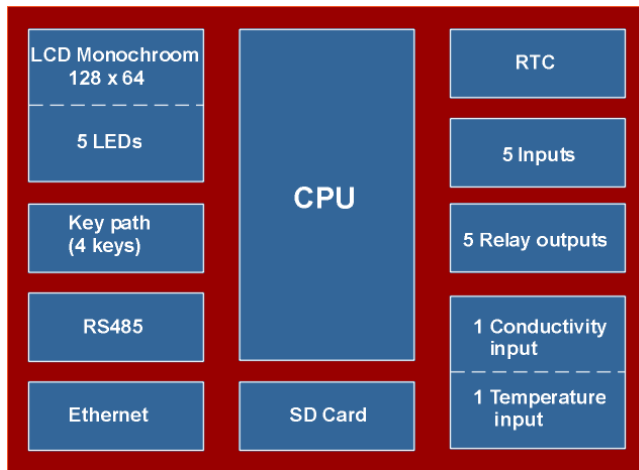 LCD Monochroom
128 x 64
5 LEDs
Key path
(4 keys)
RS485
Ethernet
CPU
SD Card
RTC
5 Inputs
5 Relay outputs
1 Conductivity
input
1 Temperature
input